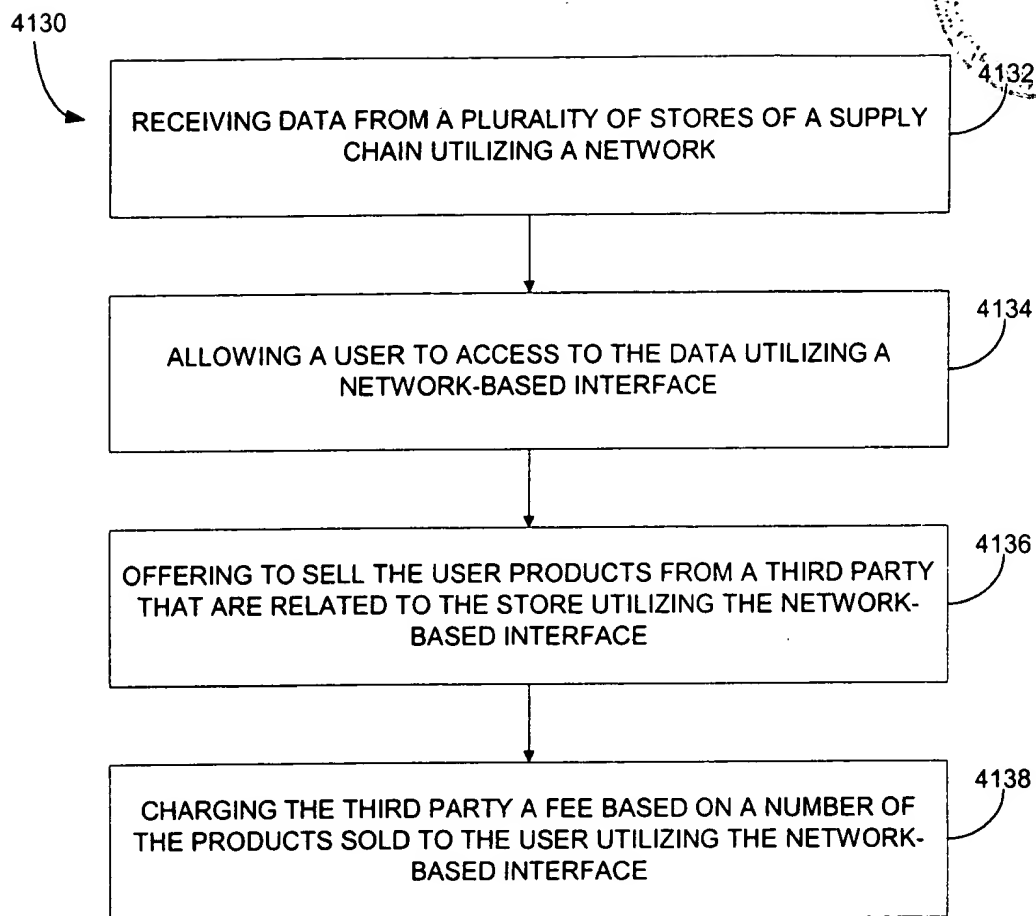 4130
4132
RECEIVING DATA FROM A PLURALITY OF STORES OF A SUPPLY
CHAIN UTILIZING A NETWORK
4134
ALLOWING A USER TO ACCESS TO THE DATA UTILIZING A
NETWORK-BASED INTERFACE
4136
OFFERING TO SELL THE USER PRODUCTS FROM A THIRD PARTY
THAT ARE RELATED TO THE STORE UTILIZING THE NETWORK-
BASED INTERFACE
4138
CHARGING THE THIRD PARTY A FEE BASED ON A NUMBER OF
THE PRODUCTS SOLD TO THE USER UTILIZING THE NETWORK-
BASED INTERFACE